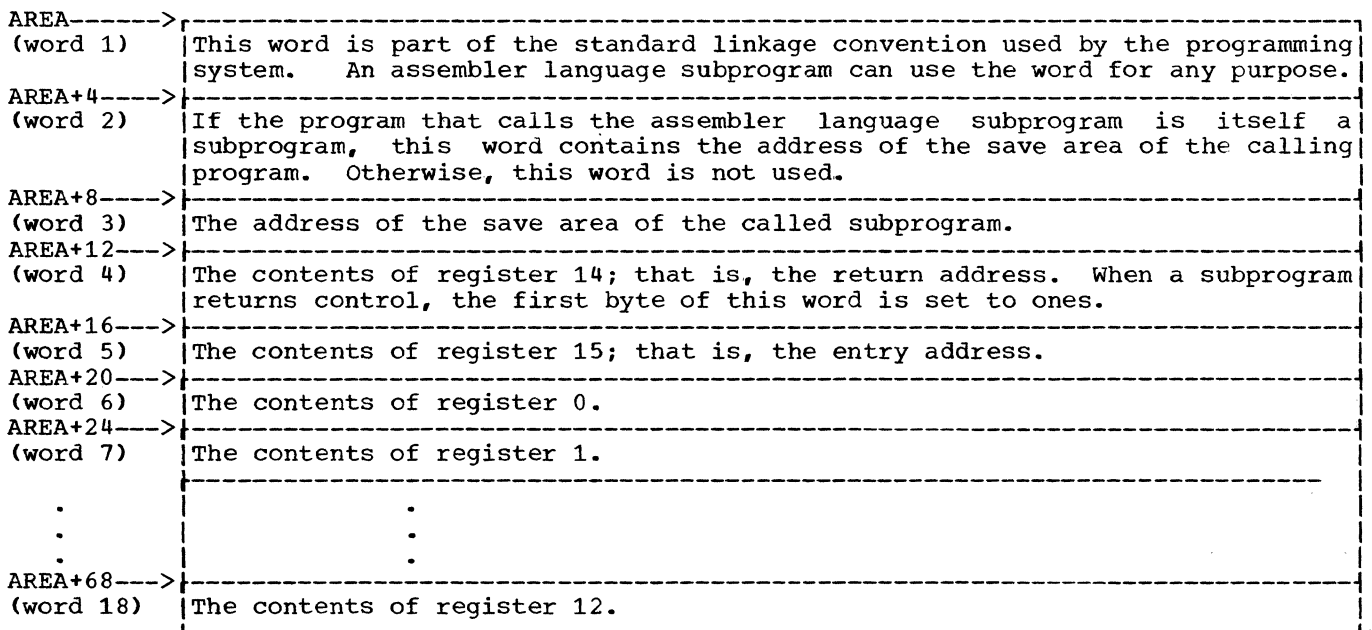 AREA------>
(word 1) |This word is part of the standard linkage convention used by the programming|
|system. An assembler language subprogram can use the word for any purpose.|
AREA+4---->
(word 2) |If the program that calls the assembler language subprogram is itself a|
|subprogram, this word contains the address of the save area of the calling|
|program. Otherwise, this word is not used.
AREA+8---->
(word 3) |The address of the save area of the called subprogram.
AREA+12--->
(word 4) |The contents of register 14; that is, the return address. When a subprogram|
|returns control, the first byte of this word is set to ones.
AREA+16--->
(word 5) |The contents of register 15; that is, the entry address.
AREA+20--->
(word 6) |The contents of register 0.
AREA+24--->
(word 7) |The contents of register 1.
. .
. .
. .
AREA+68--->
(word 18) |The contents of register 12.